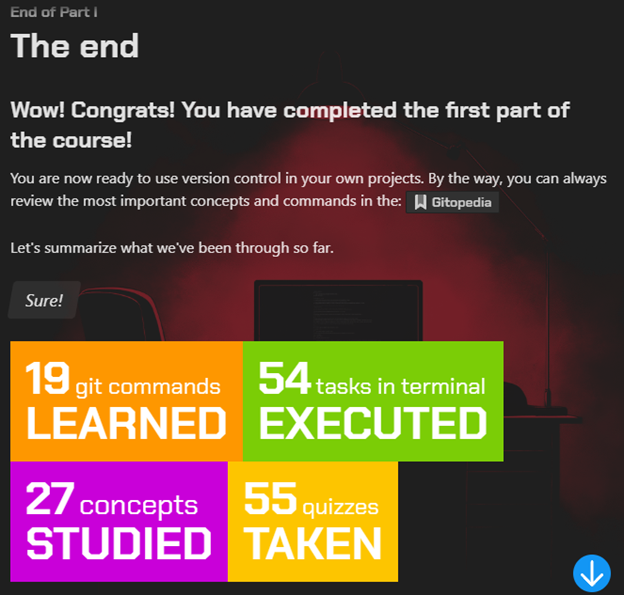 End of Part I
The end
Wow! Congrats! You have completed the first part of
the course!
You are now ready to use version control in your own projects. By the way, you can always
review the most important concepts and commands in the: Gitopedia
Let's summarize what we've been through so far.
Sure!
19 git commands
LEARNED
54 tasks in terminal
EXECUTED
27 concepts
STUDIED
55 quizzes
TAKEN